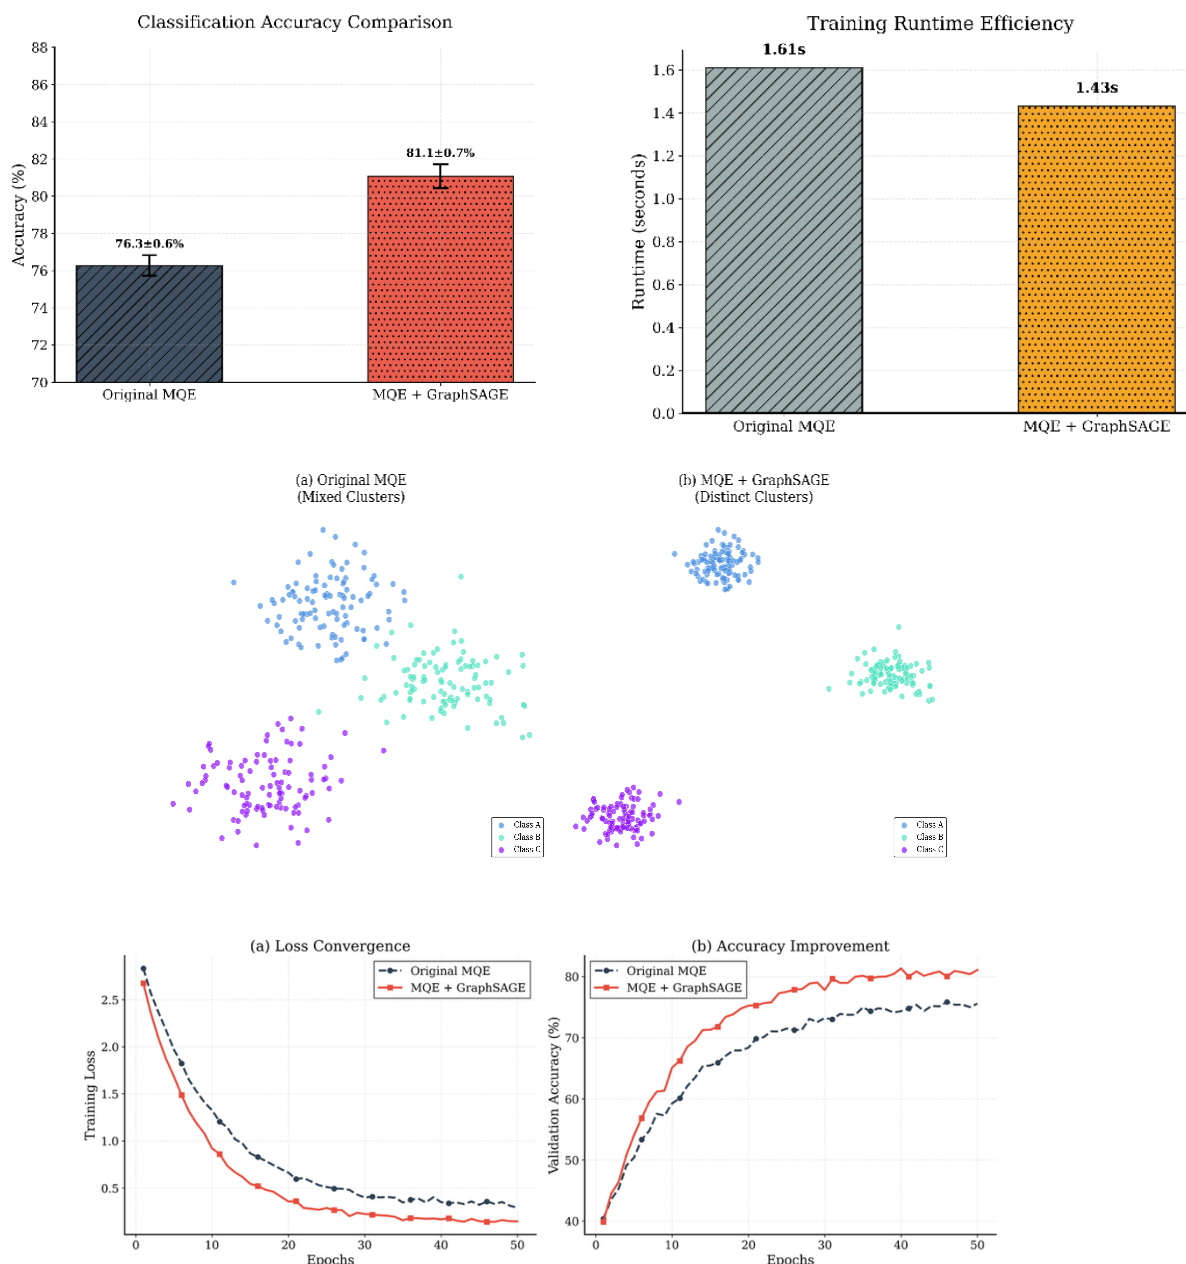 Classification Accuracy Comparison
Accuracy (%)
88
86
84
82
80
78
76
74
72
70
76.3±0.6%
81.1±0.7%
Original MQE
MQE + GraphSAGE
Training Runtime Efficiency
Runtime (seconds)
1.6
1.4
1.2
1.0
0.8
0.6
0.4
0.2
0.0
1.61s
1.43s
Original MQE
MQE + GraphSAGE
(a) Original MQE
(Mixed Clusters)
Class A
Class B
Class C
(b) MQE + GraphSAGE
(Distinct Clusters)
Class A
Class B
Class C
(a) Loss Convergence
Original MQE
MQE + GraphSAGE
Training Loss
2.5
2.0
1.5
1.0
0.5
0 10 20 30 40 50
Epochs
(b) Accuracy Improvement
Original MQE
MQE + GraphSAGE
Validation Accuracy (%)
80
70
60
50
40
0 10 20 30 40 50
Epochs